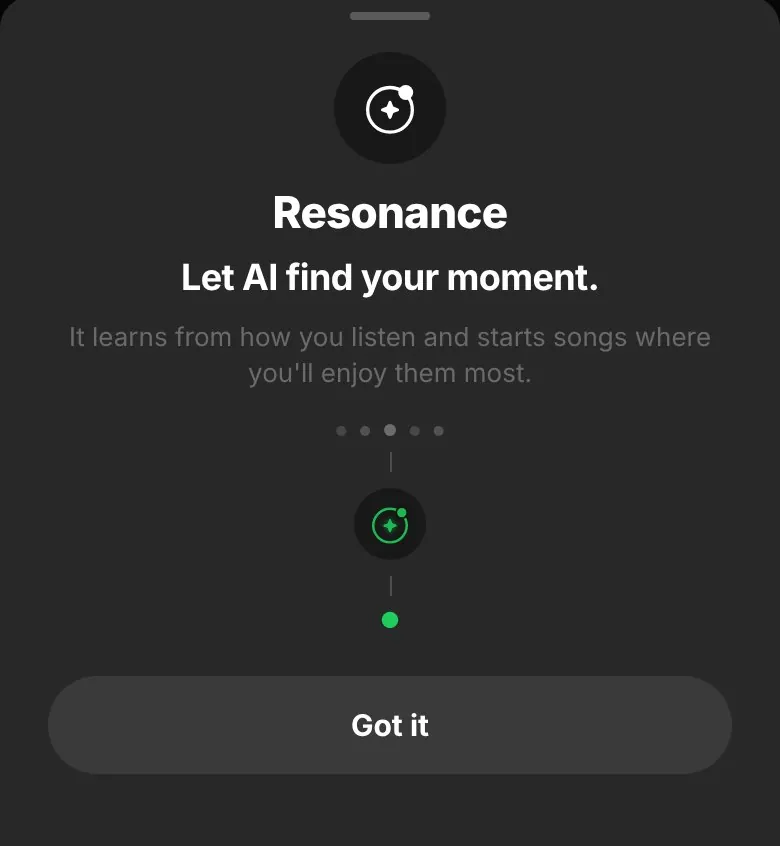 Resonance
Let AI find your moment.
It learns from how you listen and starts songs where
you'll enjoy them most.
Got it